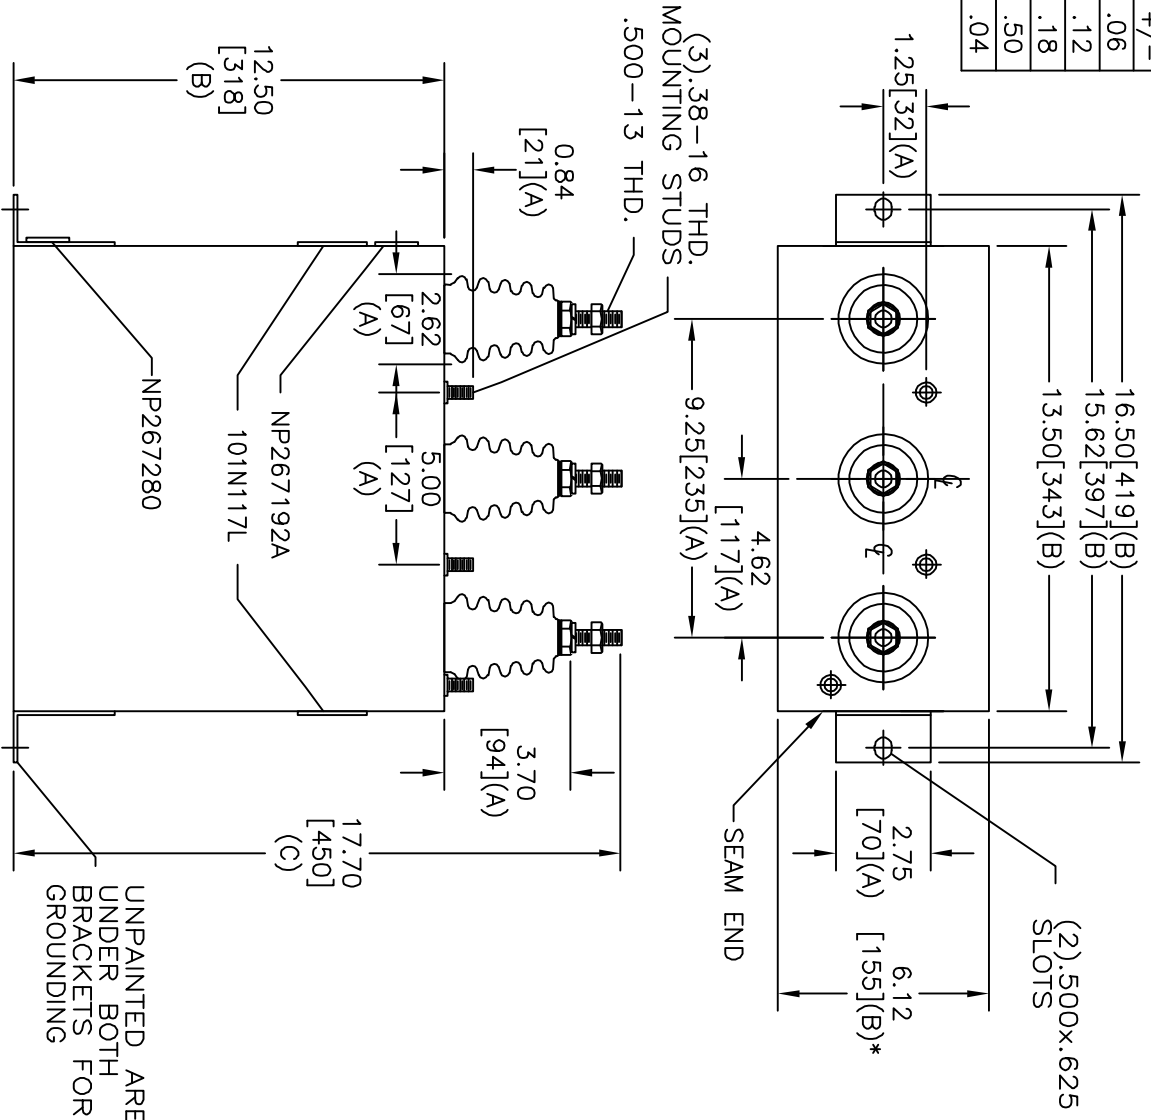 +/-
.06
.12
.18
.50
.04
16.50[419](B)
15.62[397](B)
13.50[343](B)
1.25[32](A)
(2).500x.625
SLOTS
2.75
[70](A)
6.12
[155](B)*
SEAM END
4.62
[117](A)
9.25[235](A)
CL
CL
(3).38-16 THD.
MOUNTING STUDS
.500-13 THD.
0.84
[21](A)
12.50
[318]
(B)
2.62
[67]
(A)
5.00
[127]
(A)
3.70
[94](A)
17.70
[450]
(C)
NP267192A
101N117L
NP267280
UNPAINTED ARE
UNDER BOTH
BRACKETS FOR
GROUNDING